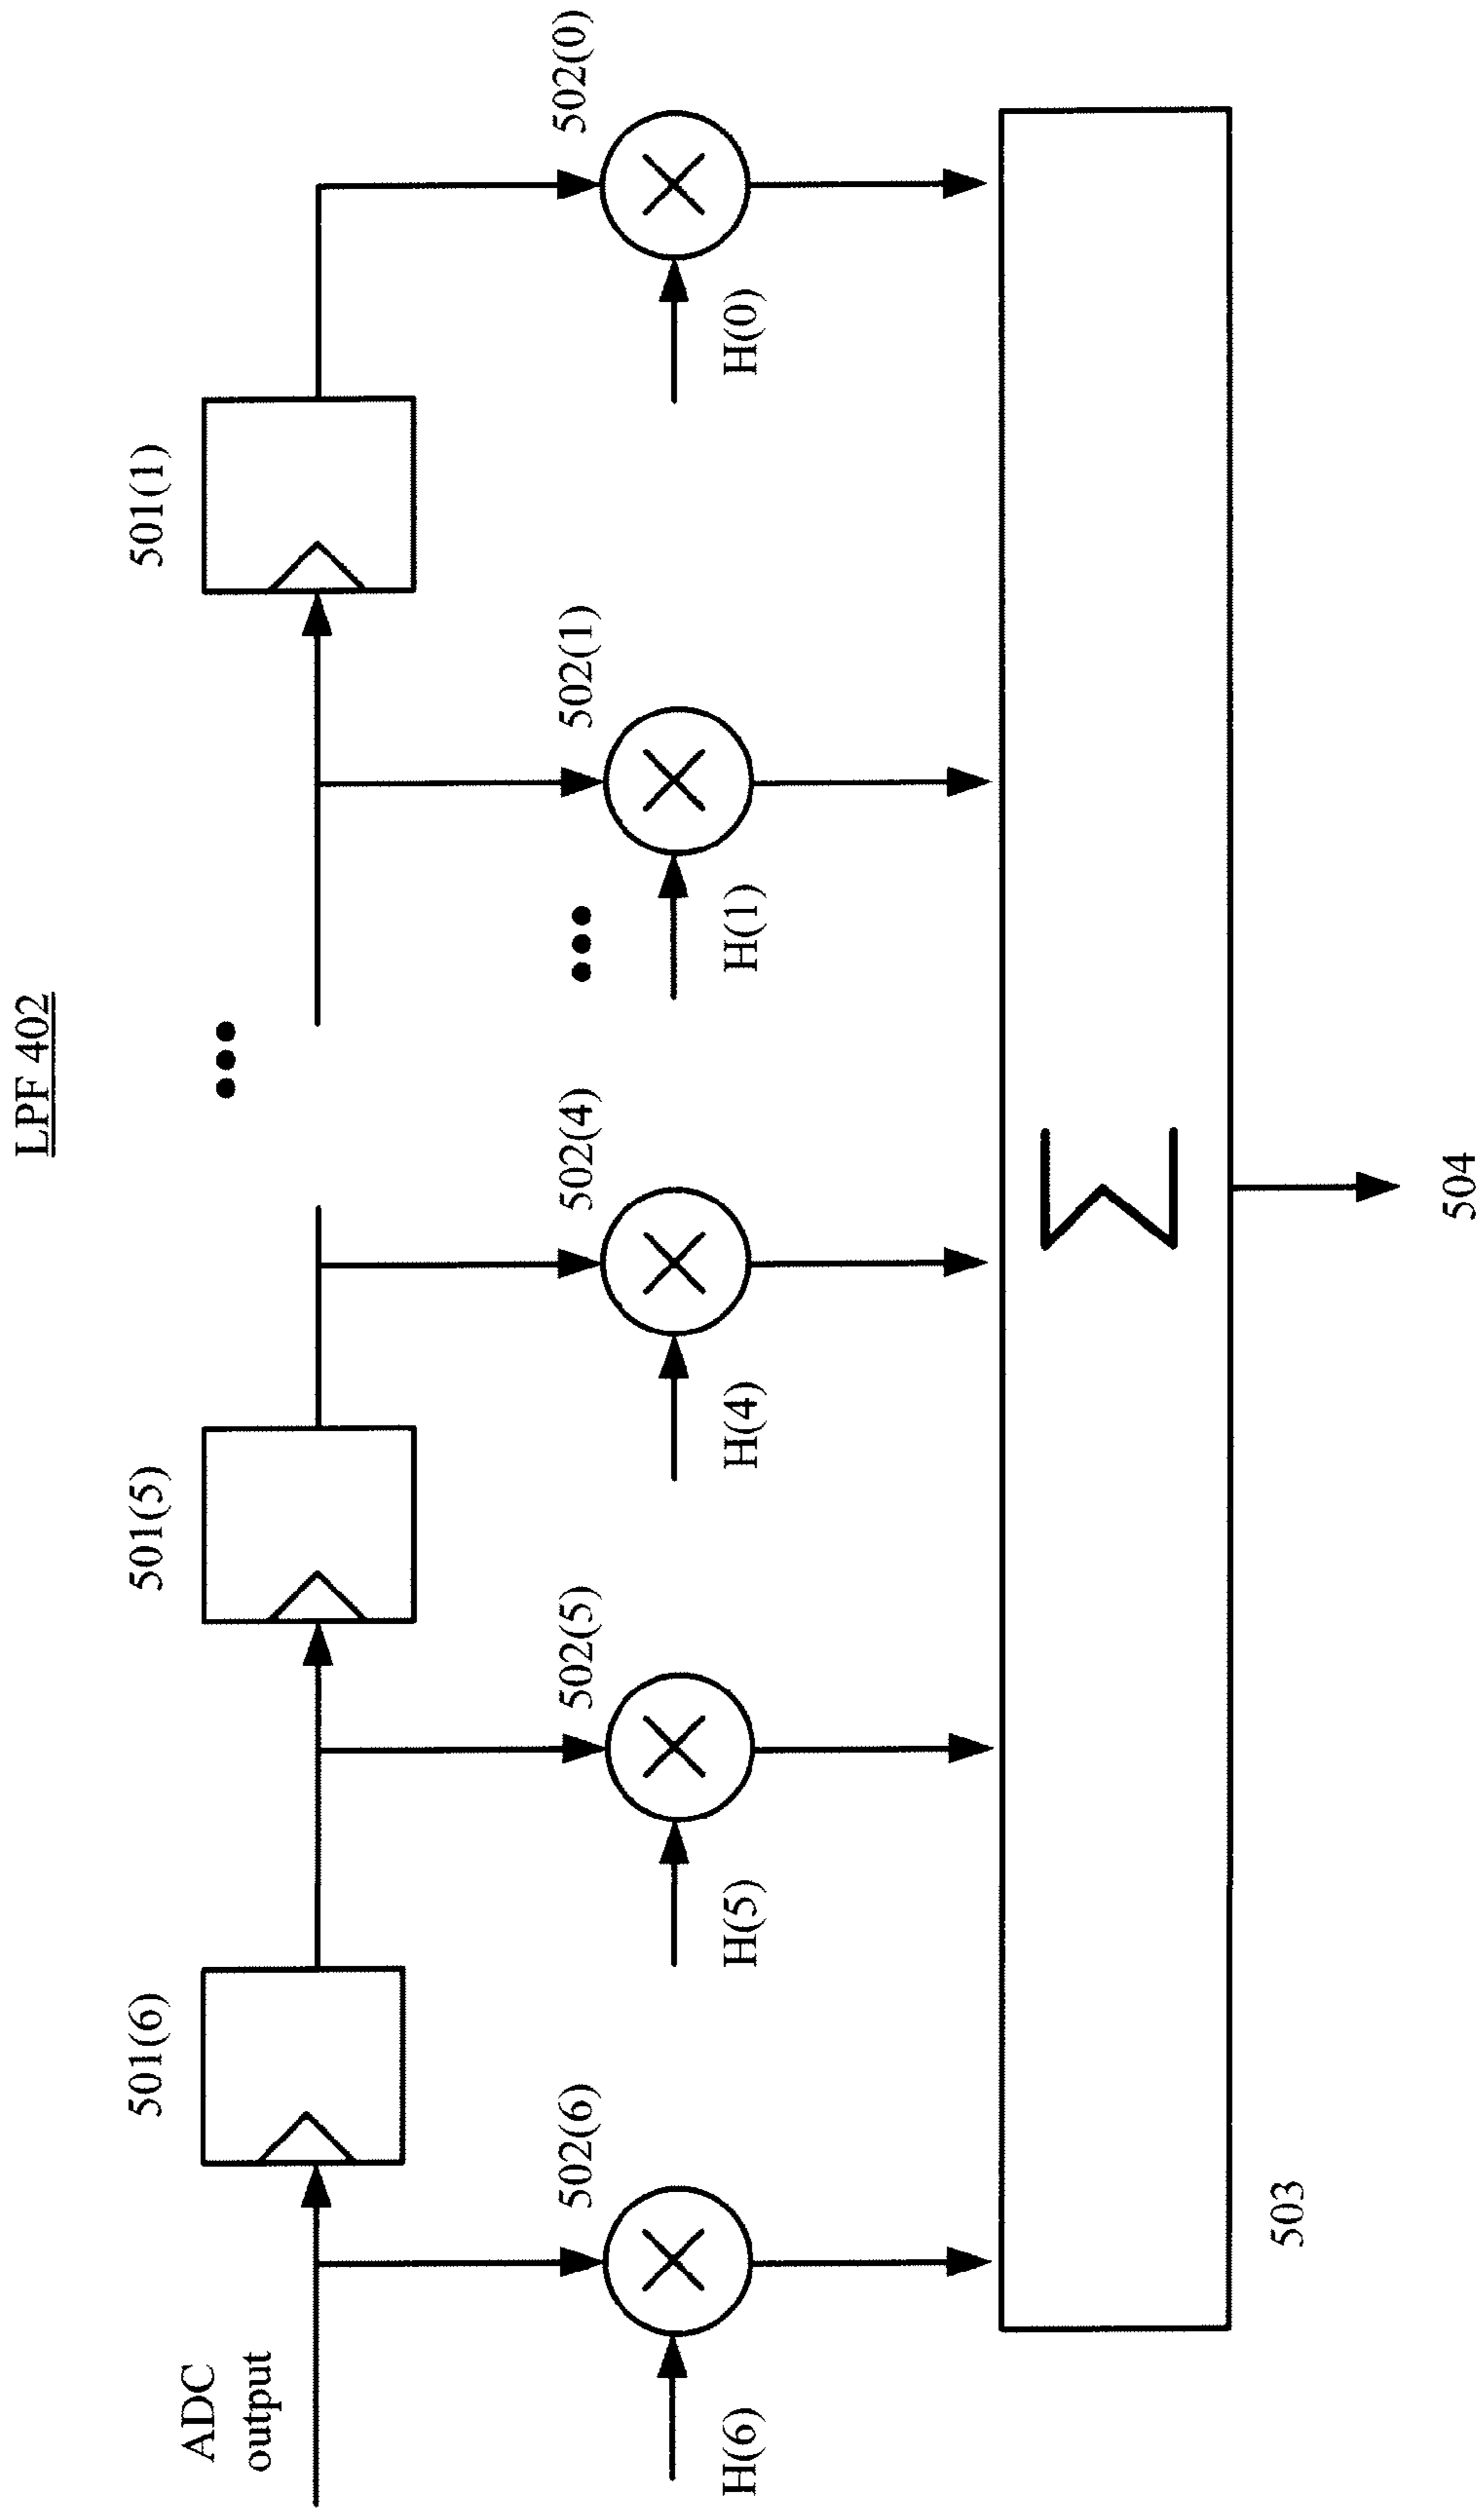 LPF 402
ADC
output
501(6)
501(5)
501(1)
502(6)
502(5)
502(4)
502(1)
502(0)
H(6)
H(5)
H(4)
H(1)
H(0)
Σ
503
504